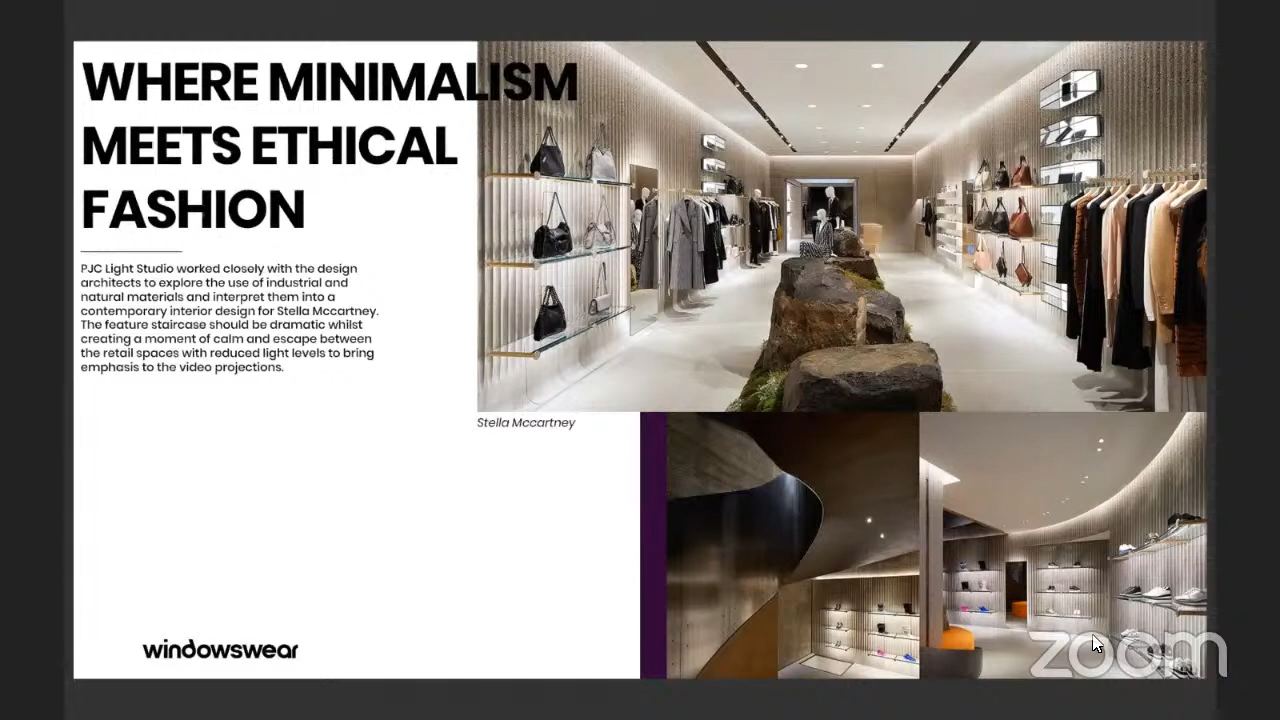 WHERE MINIMALISM
MEETS ETHICAL
FASHION
PJC Light Studio worked closely with the design
architects to explore the use of industrial and
natural materials and interpret them into a
contemporary interior design for Stella Mccartney.
The feature staircase should be dramatic whilst
creating a moment of calm and escape between
the retail spaces with reduced light levels to bring
emphasis to the video projections.
Stella Mccartney
windowswear
zoom